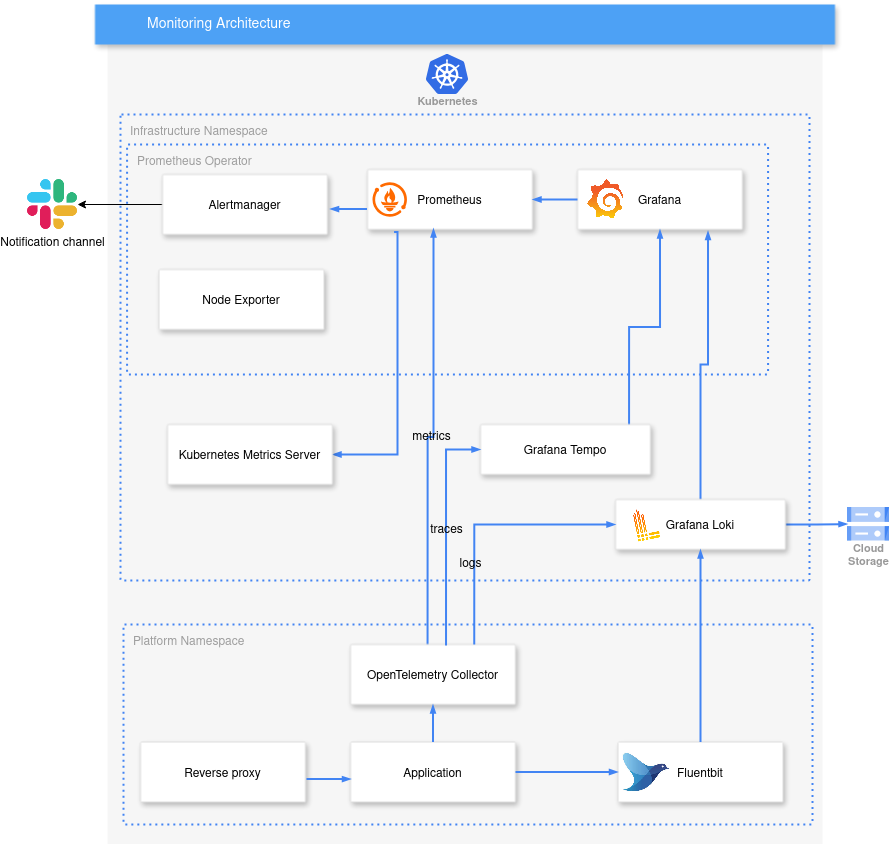 Monitoring Architecture
Kubernetes
Infrastructure Namespace
Prometheus Operator
Alertmanager
Prometheus
Grafana
Notification channel
Node Exporter
metrics
Kubernetes Metrics Server
Grafana Tempo
traces
Grafana Loki
logs
Cloud
Storage
Platform Namespace
OpenTelemetry Collector
Reverse proxy
Application
Fluentbit